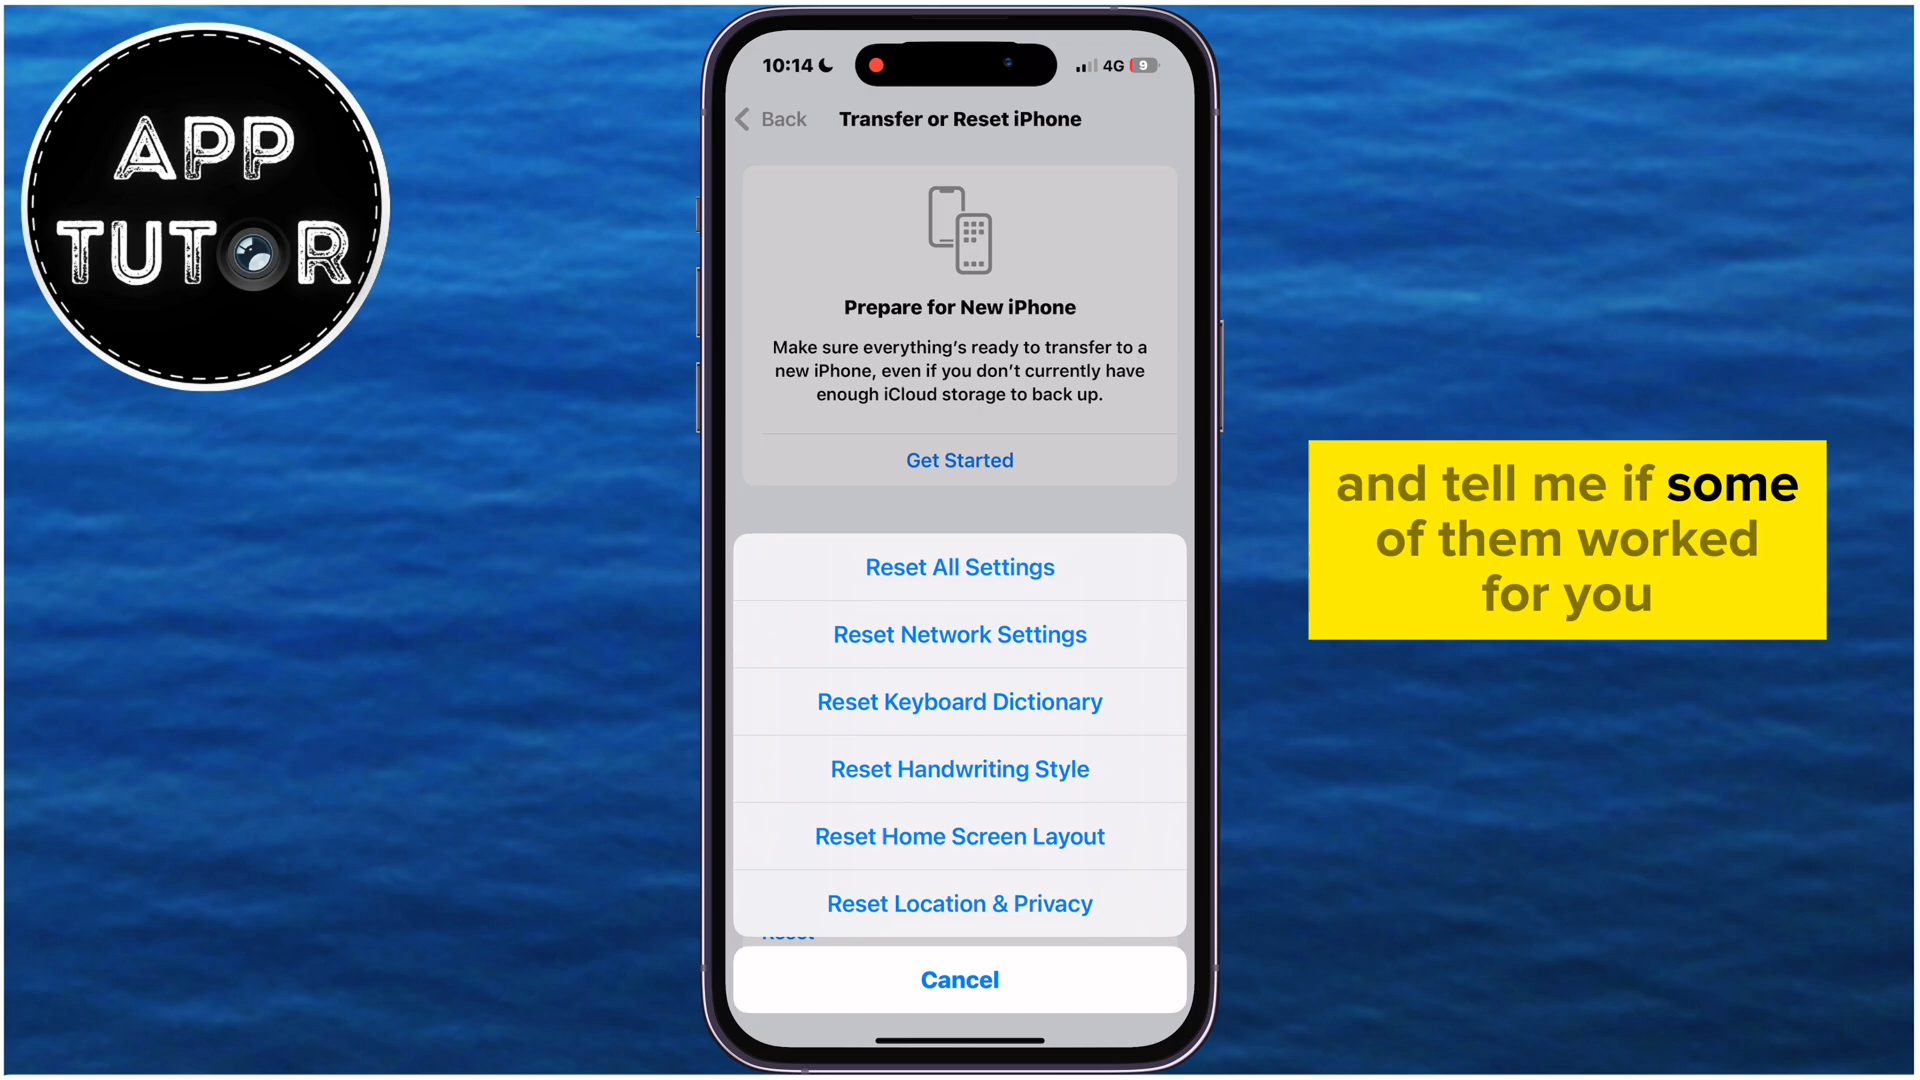 APP
TUTOR
10:14
4G
9
Back
Transfer or Reset iPhone
Prepare for New iPhone
Make sure everything's ready to transfer to a
new iPhone, even if you don't currently have
enough iCloud storage to back up.
Get Started
Reset All Settings
Reset Network Settings
Reset Keyboard Dictionary
Reset Handwriting Style
Reset Home Screen Layout
Reset Location & Privacy
Cancel
and tell me if some
of them worked
for you